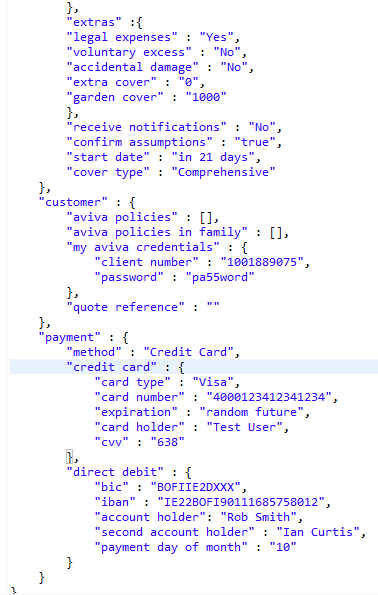 },
"extras" :{
"legal expenses" : "Yes",
"voluntary excess" : "No",
"accidental damage" : "No",
"extra cover" : "0",
"garden cover" : "1000"
},
"receive notifications" : "No",
"confirm assumptions" : "true",
"start date" : "in 21 days",
"cover type" : "Comprehensive"
},
"customer" : {
"aviva policies" : [],
"aviva policies in family" : [],
"my aviva credentials" : {
"client number" : "1001889075",
"password" : "pa55word"
},
"quote reference" : ""
},
"payment" : {
"method" : "Credit Card",
"credit card" : {
"card type" : "Visa",
"card number" : "4000123412341234",
"expiration" : "random future",
"card holder" : "Test User",
"cvv" : "638"
},
"direct debit" : {
"bic" : "BOFIIE2DXXX",
"iban" : "IE22BOFI90111685758012",
"account holder": "Rob Smith",
"second account holder" : "Ian Curtis",
"payment day of month" : "10"
}
}
}